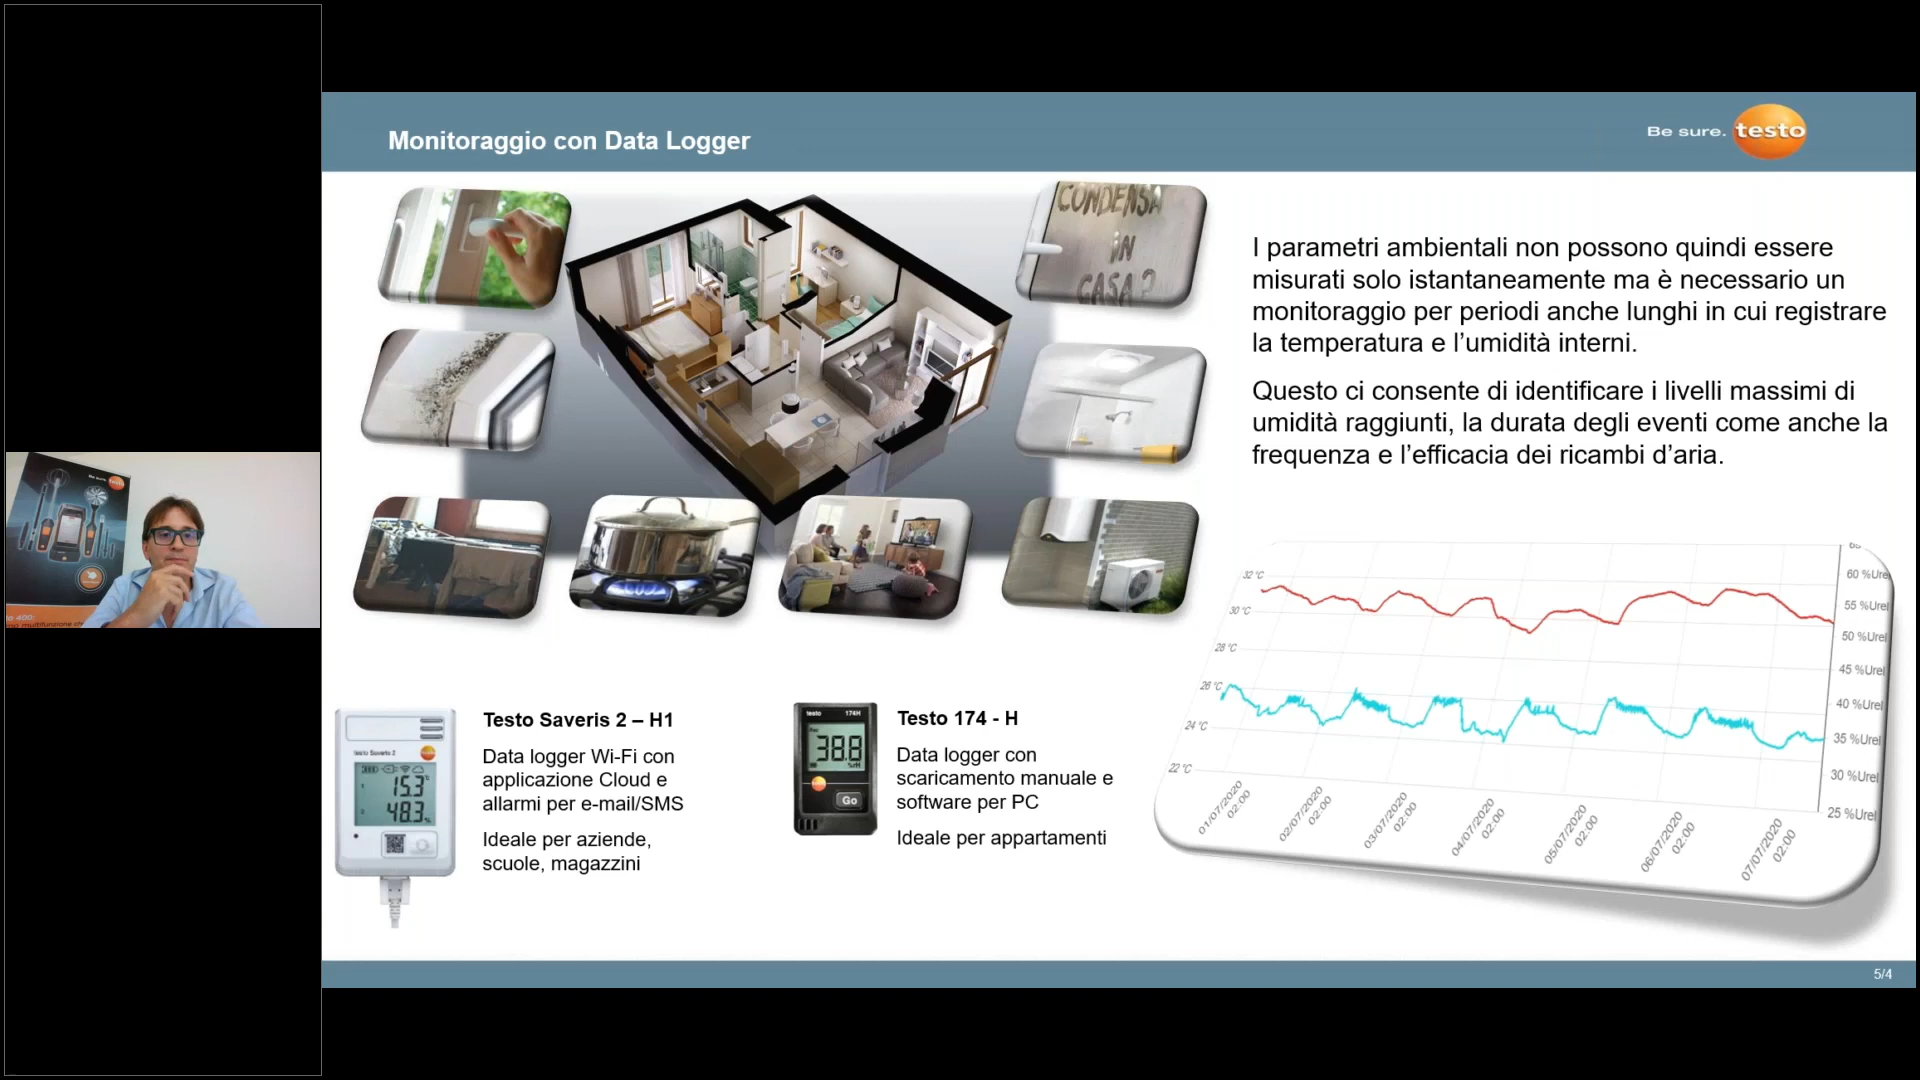 Monitoraggio con Data Logger
Be sure. testo
CONDENSA
IN
CASA?
I parametri ambientali non possono quindi essere
misurati solo istantaneamente ma è necessario un
monitoraggio per periodi anche lunghi in cui registrare
la temperatura e l’umidità interni.
Questo ci consente di identificare i livelli massimi di
umidità raggiunti, la durata degli eventi come anche la
frequenza e l’efficacia dei ricambi d’aria.
Be sure. testo
Testo Saveris 2 – H1
Data logger Wi-Fi con
applicazione Cloud e
allarmi per e-mail/SMS
Ideale per aziende,
scuole, magazzini
testo Saveris 2
15.3
48.3 %
testo 174H
38.8
%rH
Go
Testo 174 - H
Data logger con
scaricamento manuale e
software per PC
Ideale per appartamenti
32 °C
30 °C
28 °C
26 °C
24 °C
22 °C
60 %Urel
55 %Urel
50 %Urel
45 %Urel
40 %Urel
35 %Urel
30 %Urel
25 %Urel
01/07/2020 02:00
02/07/2020 02:00
03/07/2020 02:00
04/07/2020 02:00
05/07/2020 02:00
06/07/2020 02:00
07/07/2020 02:00
5/4